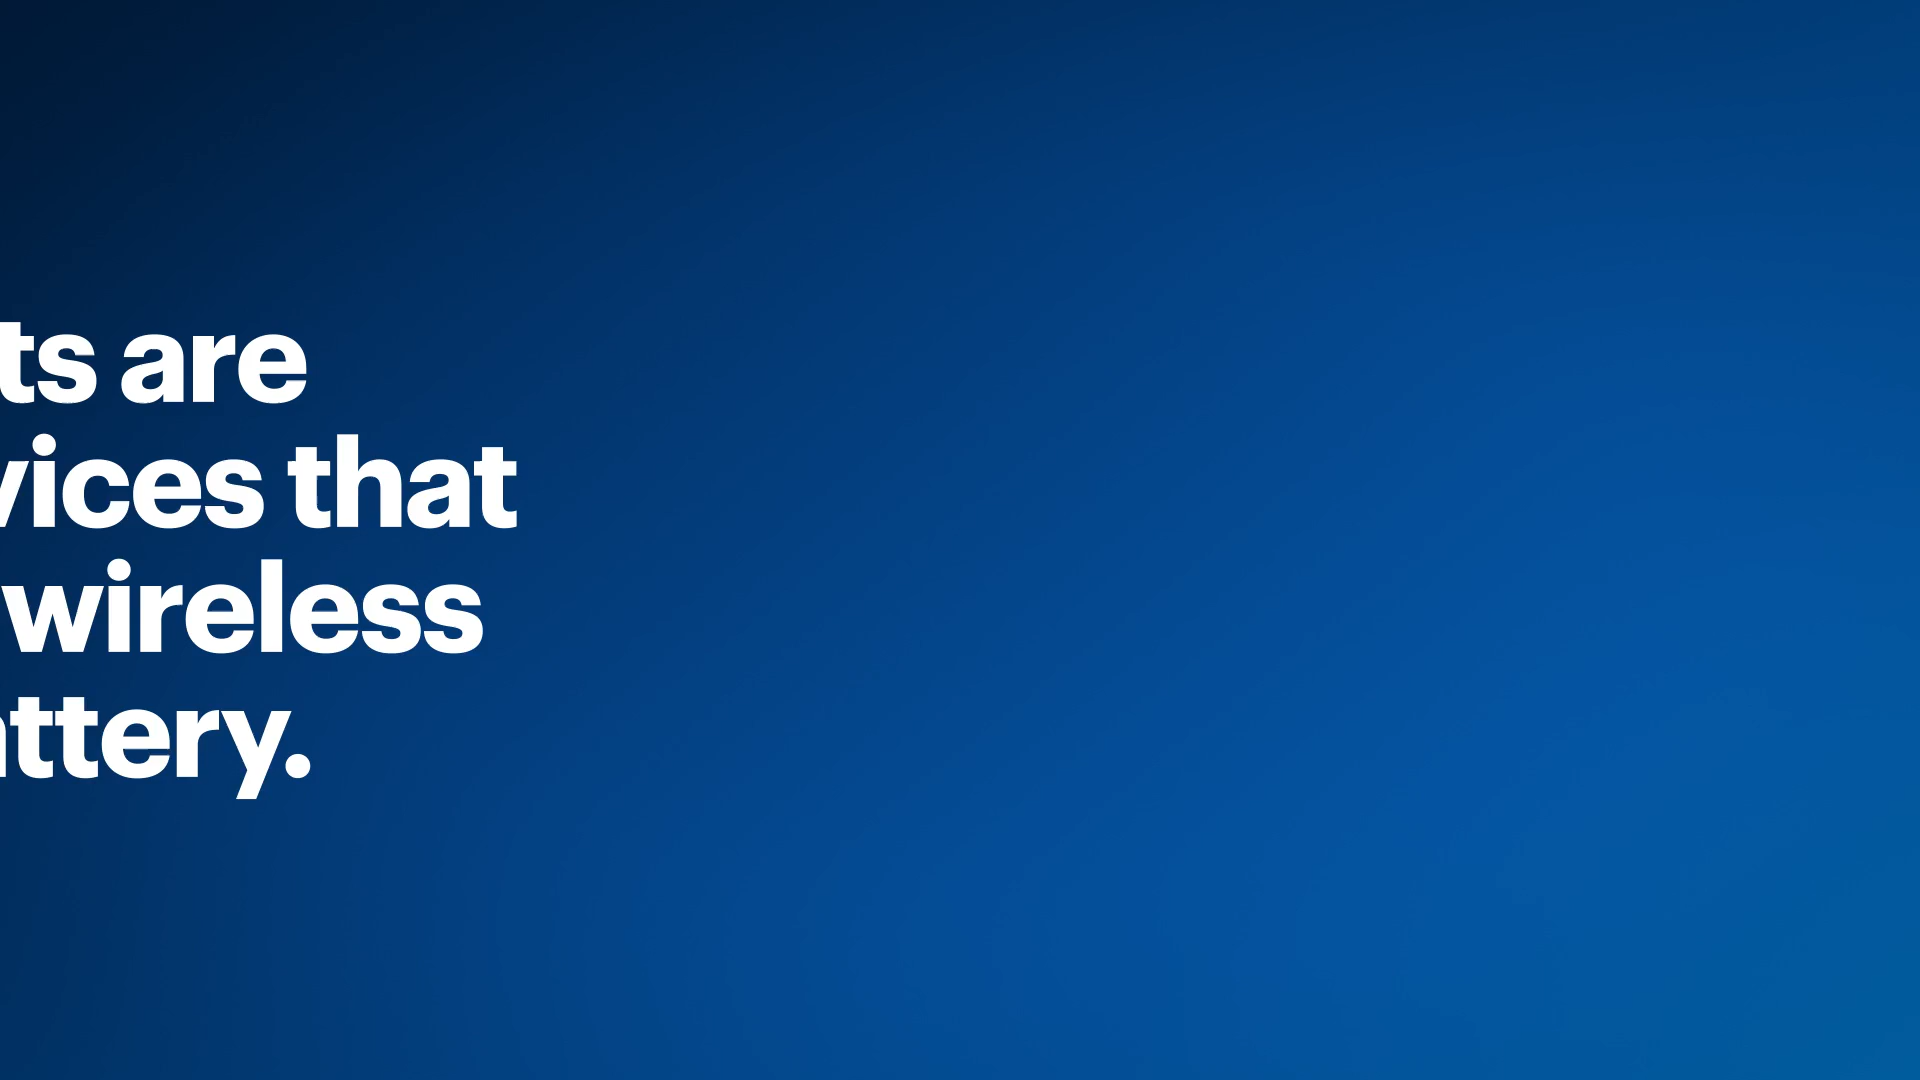 ts are
vices that
wireless
ttery.